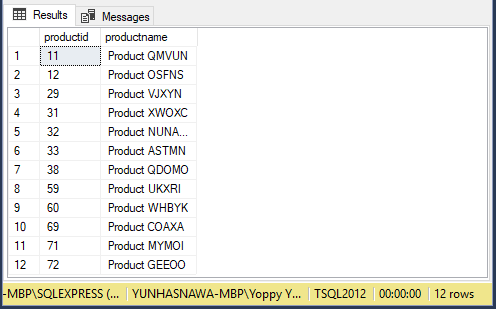 Results Messages
productid productname
1 11 Product QMVUN
2 12 Product OSFNS
3 29 Product VJXYN
4 31 Product XWOXC
5 32 Product NUNA...
6 33 Product ASTMN
7 38 Product QDOMO
8 59 Product UKXRI
9 60 Product WHBYK
10 69 Product COAXA
11 71 Product MYMOI
12 72 Product GEEOO
-MBP\SQLEXPRESS (... YUNHASNAWA-MBP\Yoppy Y... TSQL2012 00:00:00 12 rows